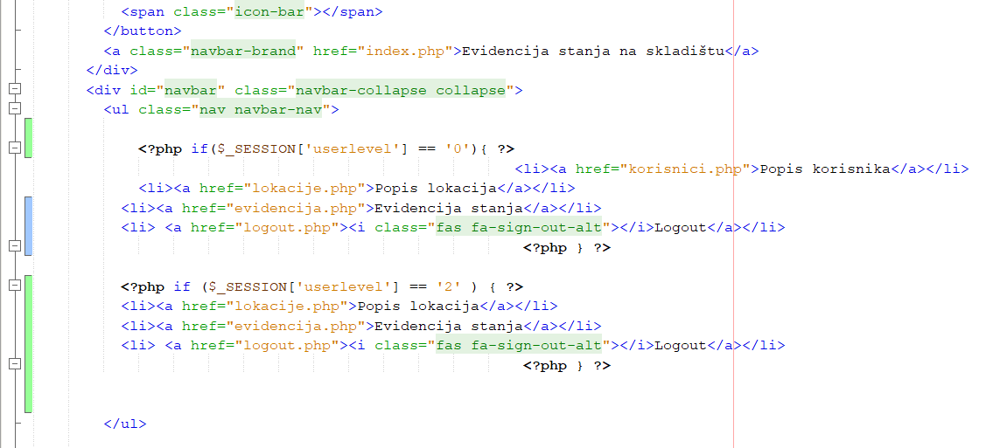 <span class="icon-bar"></span>
</button>
<a class="navbar-brand" href="index.php">Evidencija stanja na skladištu</a>
</div>
<div id="navbar" class="navbar-collapse collapse">
<ul class="nav navbar-nav">
<?php if($_SESSION['userlevel'] == '0'){ ?>
<li><a href="korisnici.php">Popis korisnika</a></li>
<li><a href="lokacije.php">Popis lokacija</a></li>
<li><a href="evidencija.php">Evidencija stanja</a></li>
<li> <a href="logout.php"><i class="fas fa-sign-out-alt"></i>Logout</a></li>
<?php } ?>
<?php if ($_SESSION['userlevel'] == '2' ) { ?>
<li><a href="lokacije.php">Popis lokacija</a></li>
<li><a href="evidencija.php">Evidencija stanja</a></li>
<li> <a href="logout.php"><i class="fas fa-sign-out-alt"></i>Logout</a></li>
<?php } ?>
</ul>